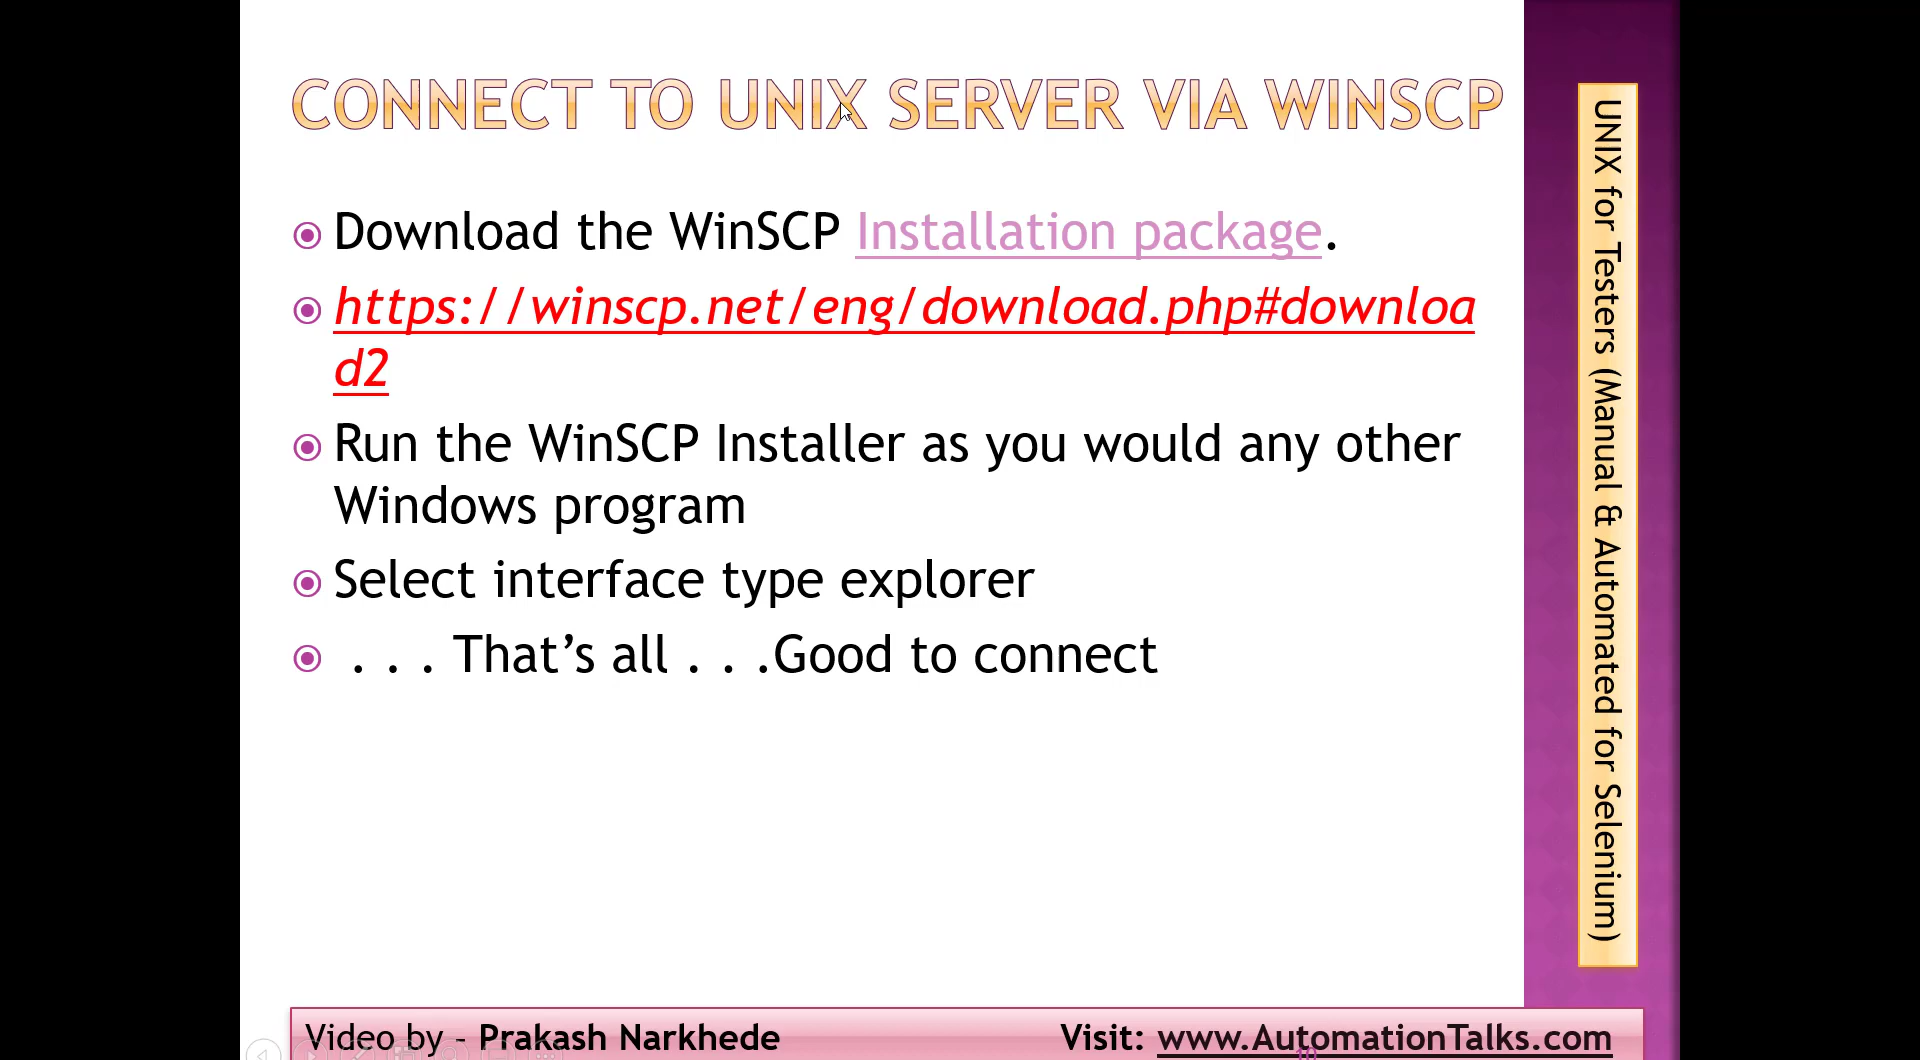 CONNECT TO UNIX SERVER VIA WINSCP
Download the WinSCP Installation package.
https://winscp.net/eng/download.php#downloa
d2
Run the WinSCP Installer as you would any other
Windows program
Select interface type explorer
. . . That’s all . . .Good to connect
UNIX for Testers (Manual & Automated for Selenium)
Video by – Prakash Narkhede
Visit: www.AutomationTalks.com
10